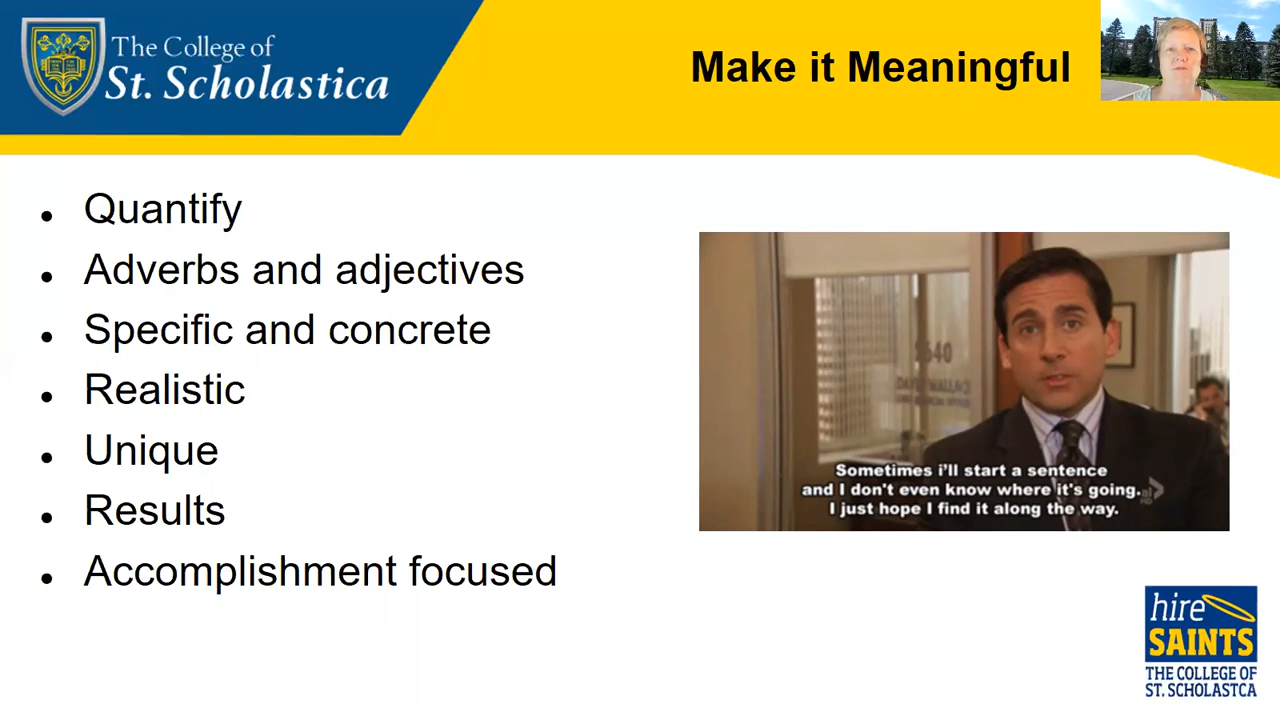 The College of
St. Scholastica
Make it Meaningful
Quantify
Adverbs and adjectives
Specific and concrete
Realistic
Unique
Results
Accomplishment focused
640
Sometimes i'll start a sentence
and I don't even know where it's going.
I just hope I find it along the way.
hire
SAINTS
THE COLLEGE OF
ST. SCHOLASTCA